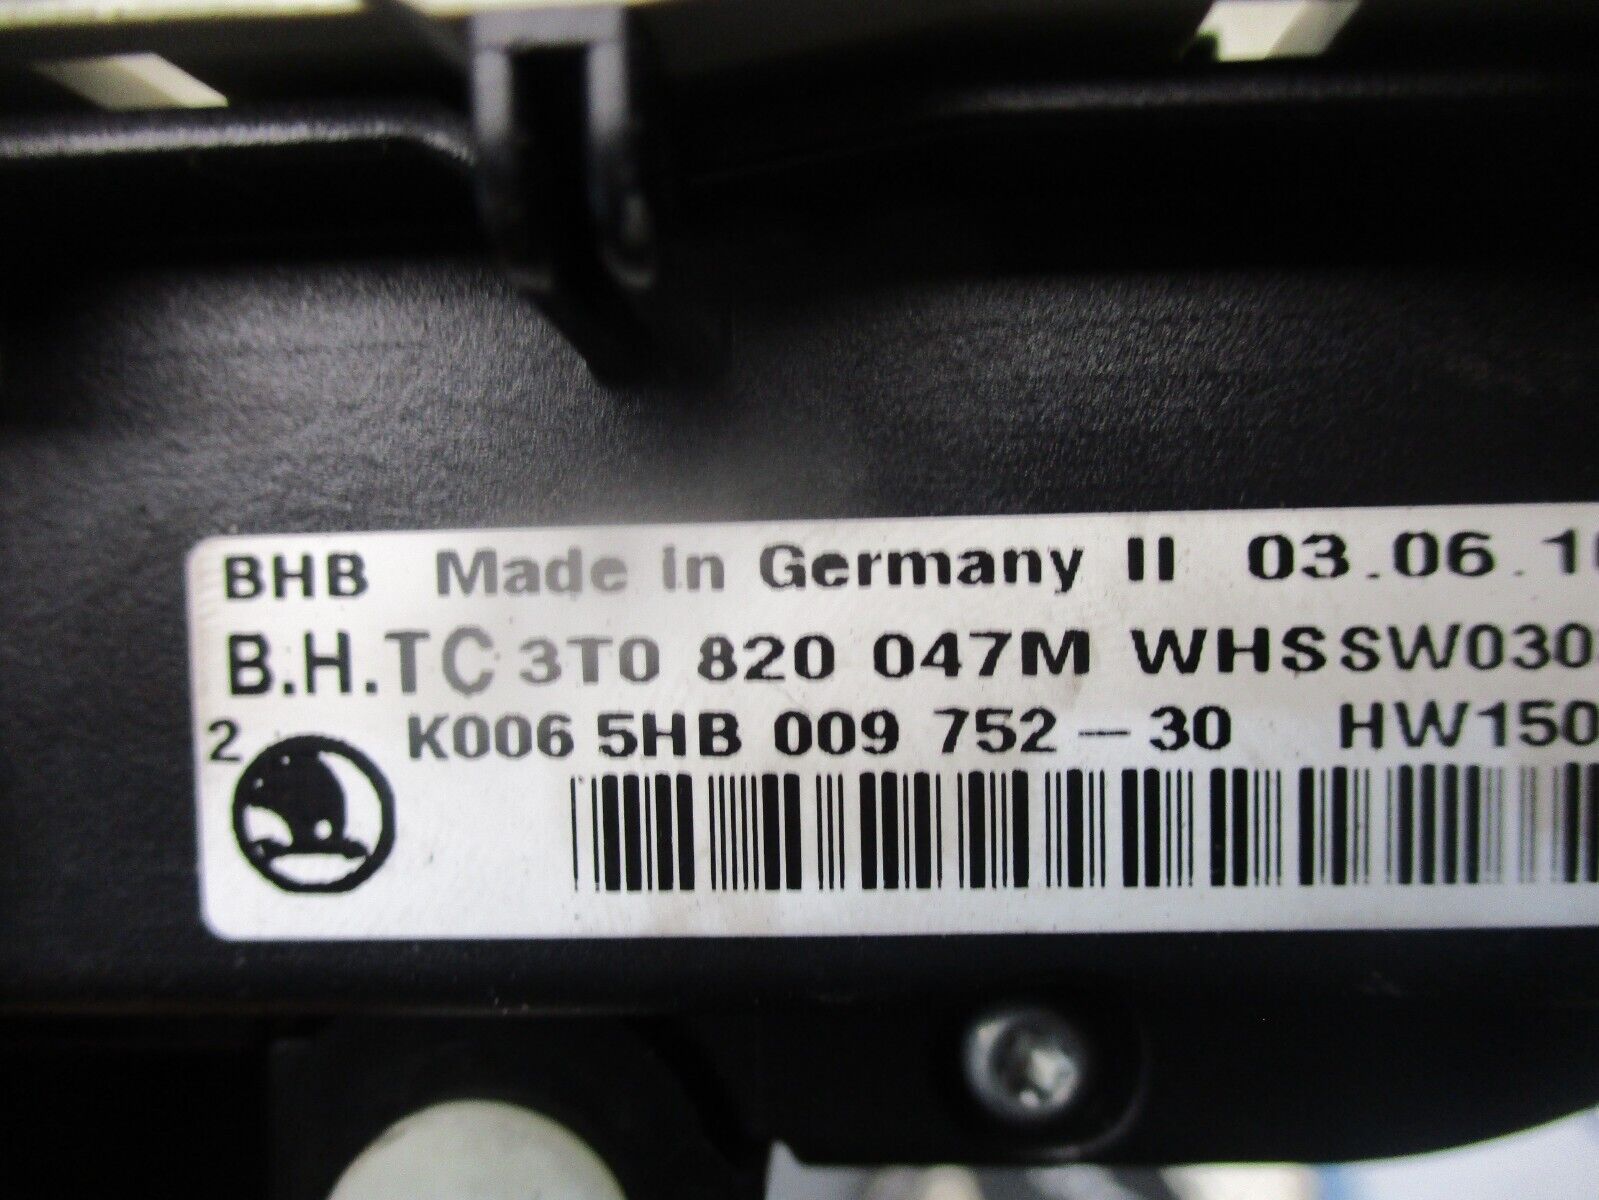 BHB Made in Germany II 03.06.1
B.H.TC 3T0 820 047M WHSSW030
2 K006 5HB 009 752-30 HW150